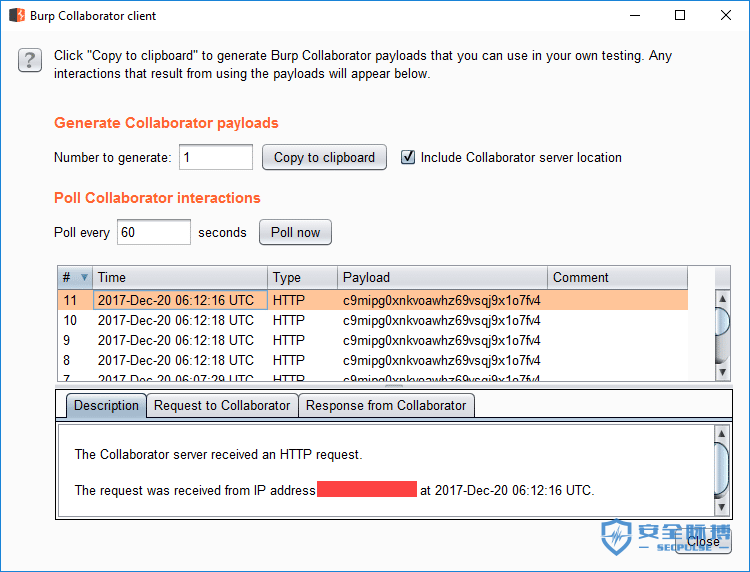 Burp Collaborator client
? Click "Copy to clipboard" to generate Burp Collaborator payloads that you can use in your own testing. Any
interactions that result from using the payloads will appear below.
Generate Collaborator payloads
Number to generate: 1 Copy to clipboard Include Collaborator server location
Poll Collaborator interactions
Poll every 60 seconds Poll now
# Time Type Payload Comment
11 2017-Dec-20 06:12:16 UTC HTTP c9mipg0xnkvoawhz69vsqj9x1o7fv4
10 2017-Dec-20 06:12:18 UTC HTTP c9mipg0xnkvoawhz69vsqj9x1o7fv4
9 2017-Dec-20 06:12:18 UTC HTTP c9mipg0xnkvoawhz69vsqj9x1o7fv4
8 2017-Dec-20 06:12:18 UTC HTTP c9mipg0xnkvoawhz69vsqj9x1o7fv4
7 2017-Dec-20 06:07:29 UTC HTTP c9mipg0xnkvoawhz69vsqj9x1o7fv4
Description Request to Collaborator Response from Collaborator
The Collaborator server received an HTTP request.
The request was received from IP address at 2017-Dec-20 06:12:16 UTC.
安全脉搏
SECPULSE
Close